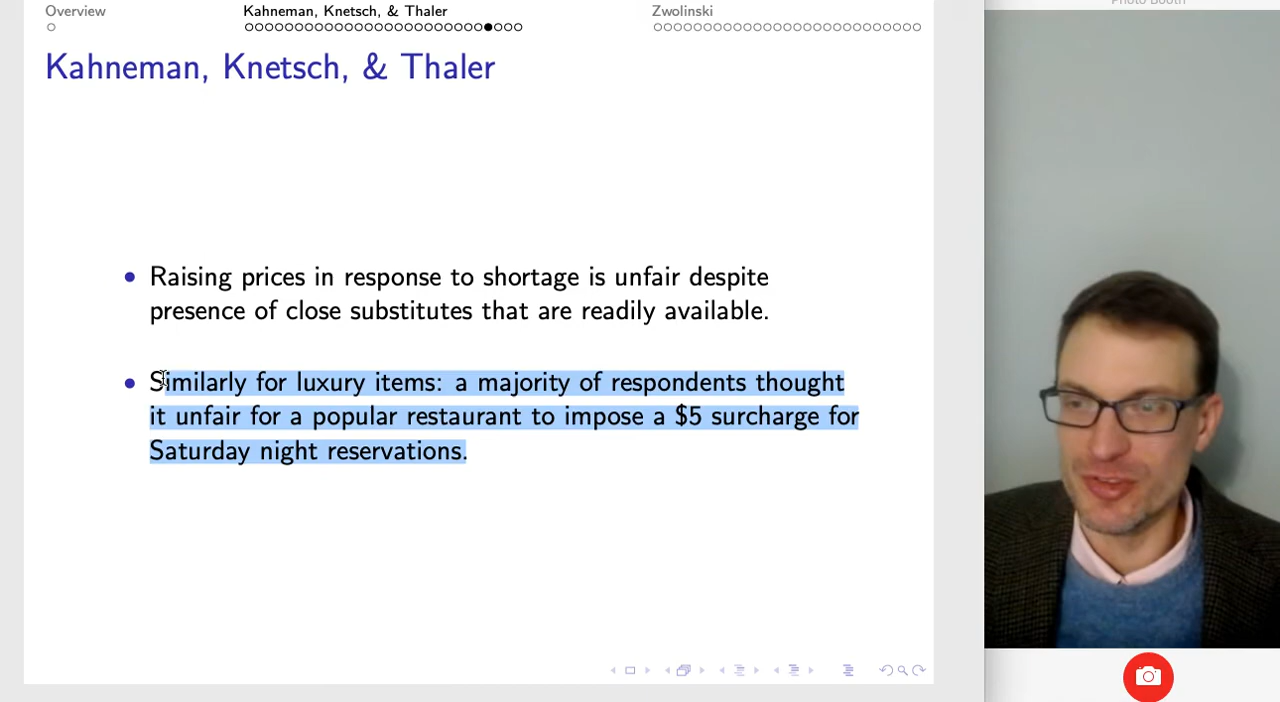 Overview
Kahneman, Knetsch, & Thaler
Zwolinski
Photo Booth
Kahneman, Knetsch, & Thaler
Raising prices in response to shortage is unfair despite
presence of close substitutes that are readily available.
Similarly for luxury items: a majority of respondents thought
it unfair for a popular restaurant to impose a $5 surcharge for
Saturday night reservations.